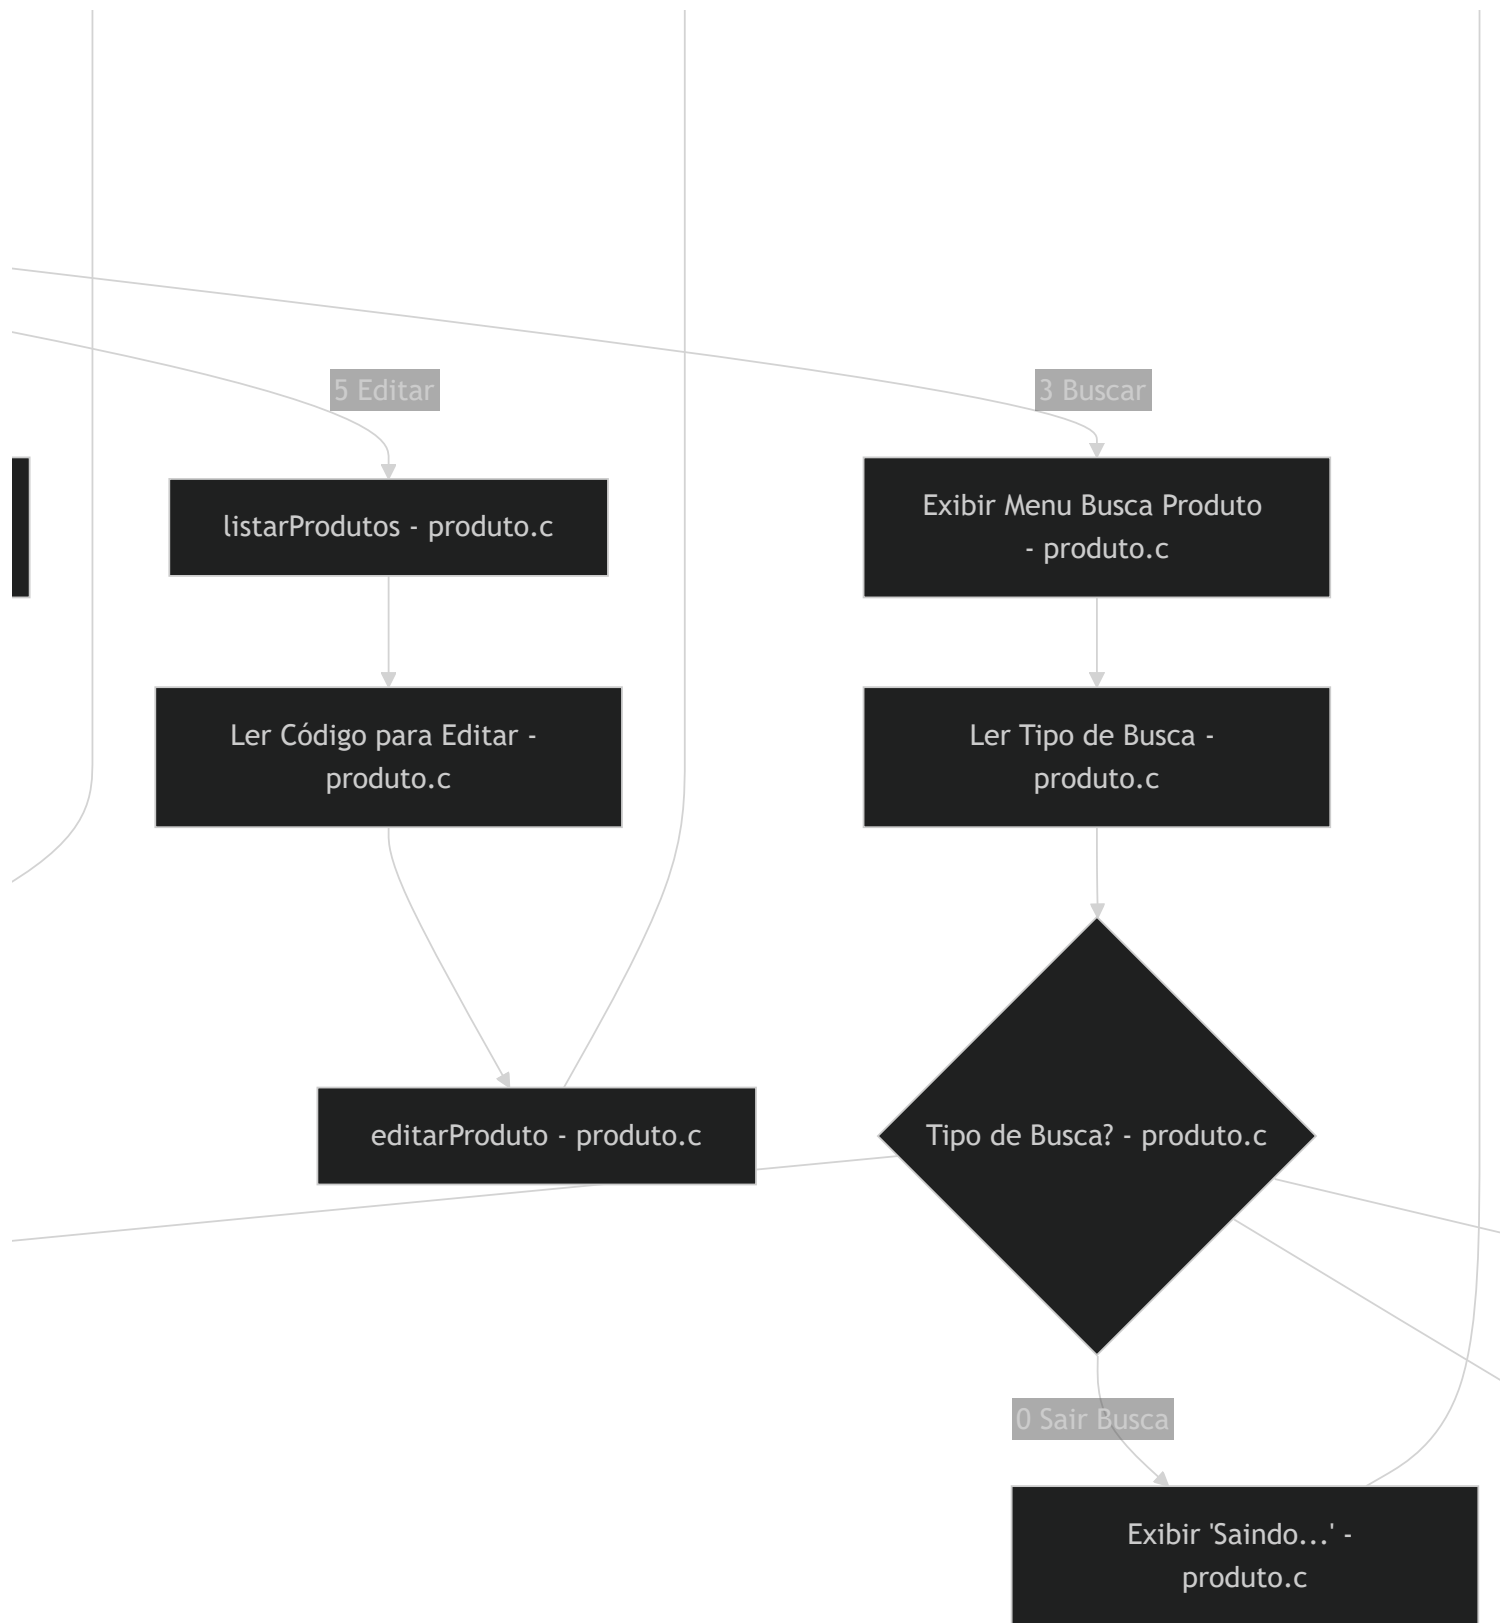 5 Editar
3 Buscar
listarProdutos - produto.c
Exibir Menu Busca Produto
- produto.c
Ler Código para Editar -
produto.c
Ler Tipo de Busca -
produto.c
editarProduto - produto.c
Tipo de Busca? - produto.c
0 Sair Busca
Exibir 'Saindo...' -
produto.c